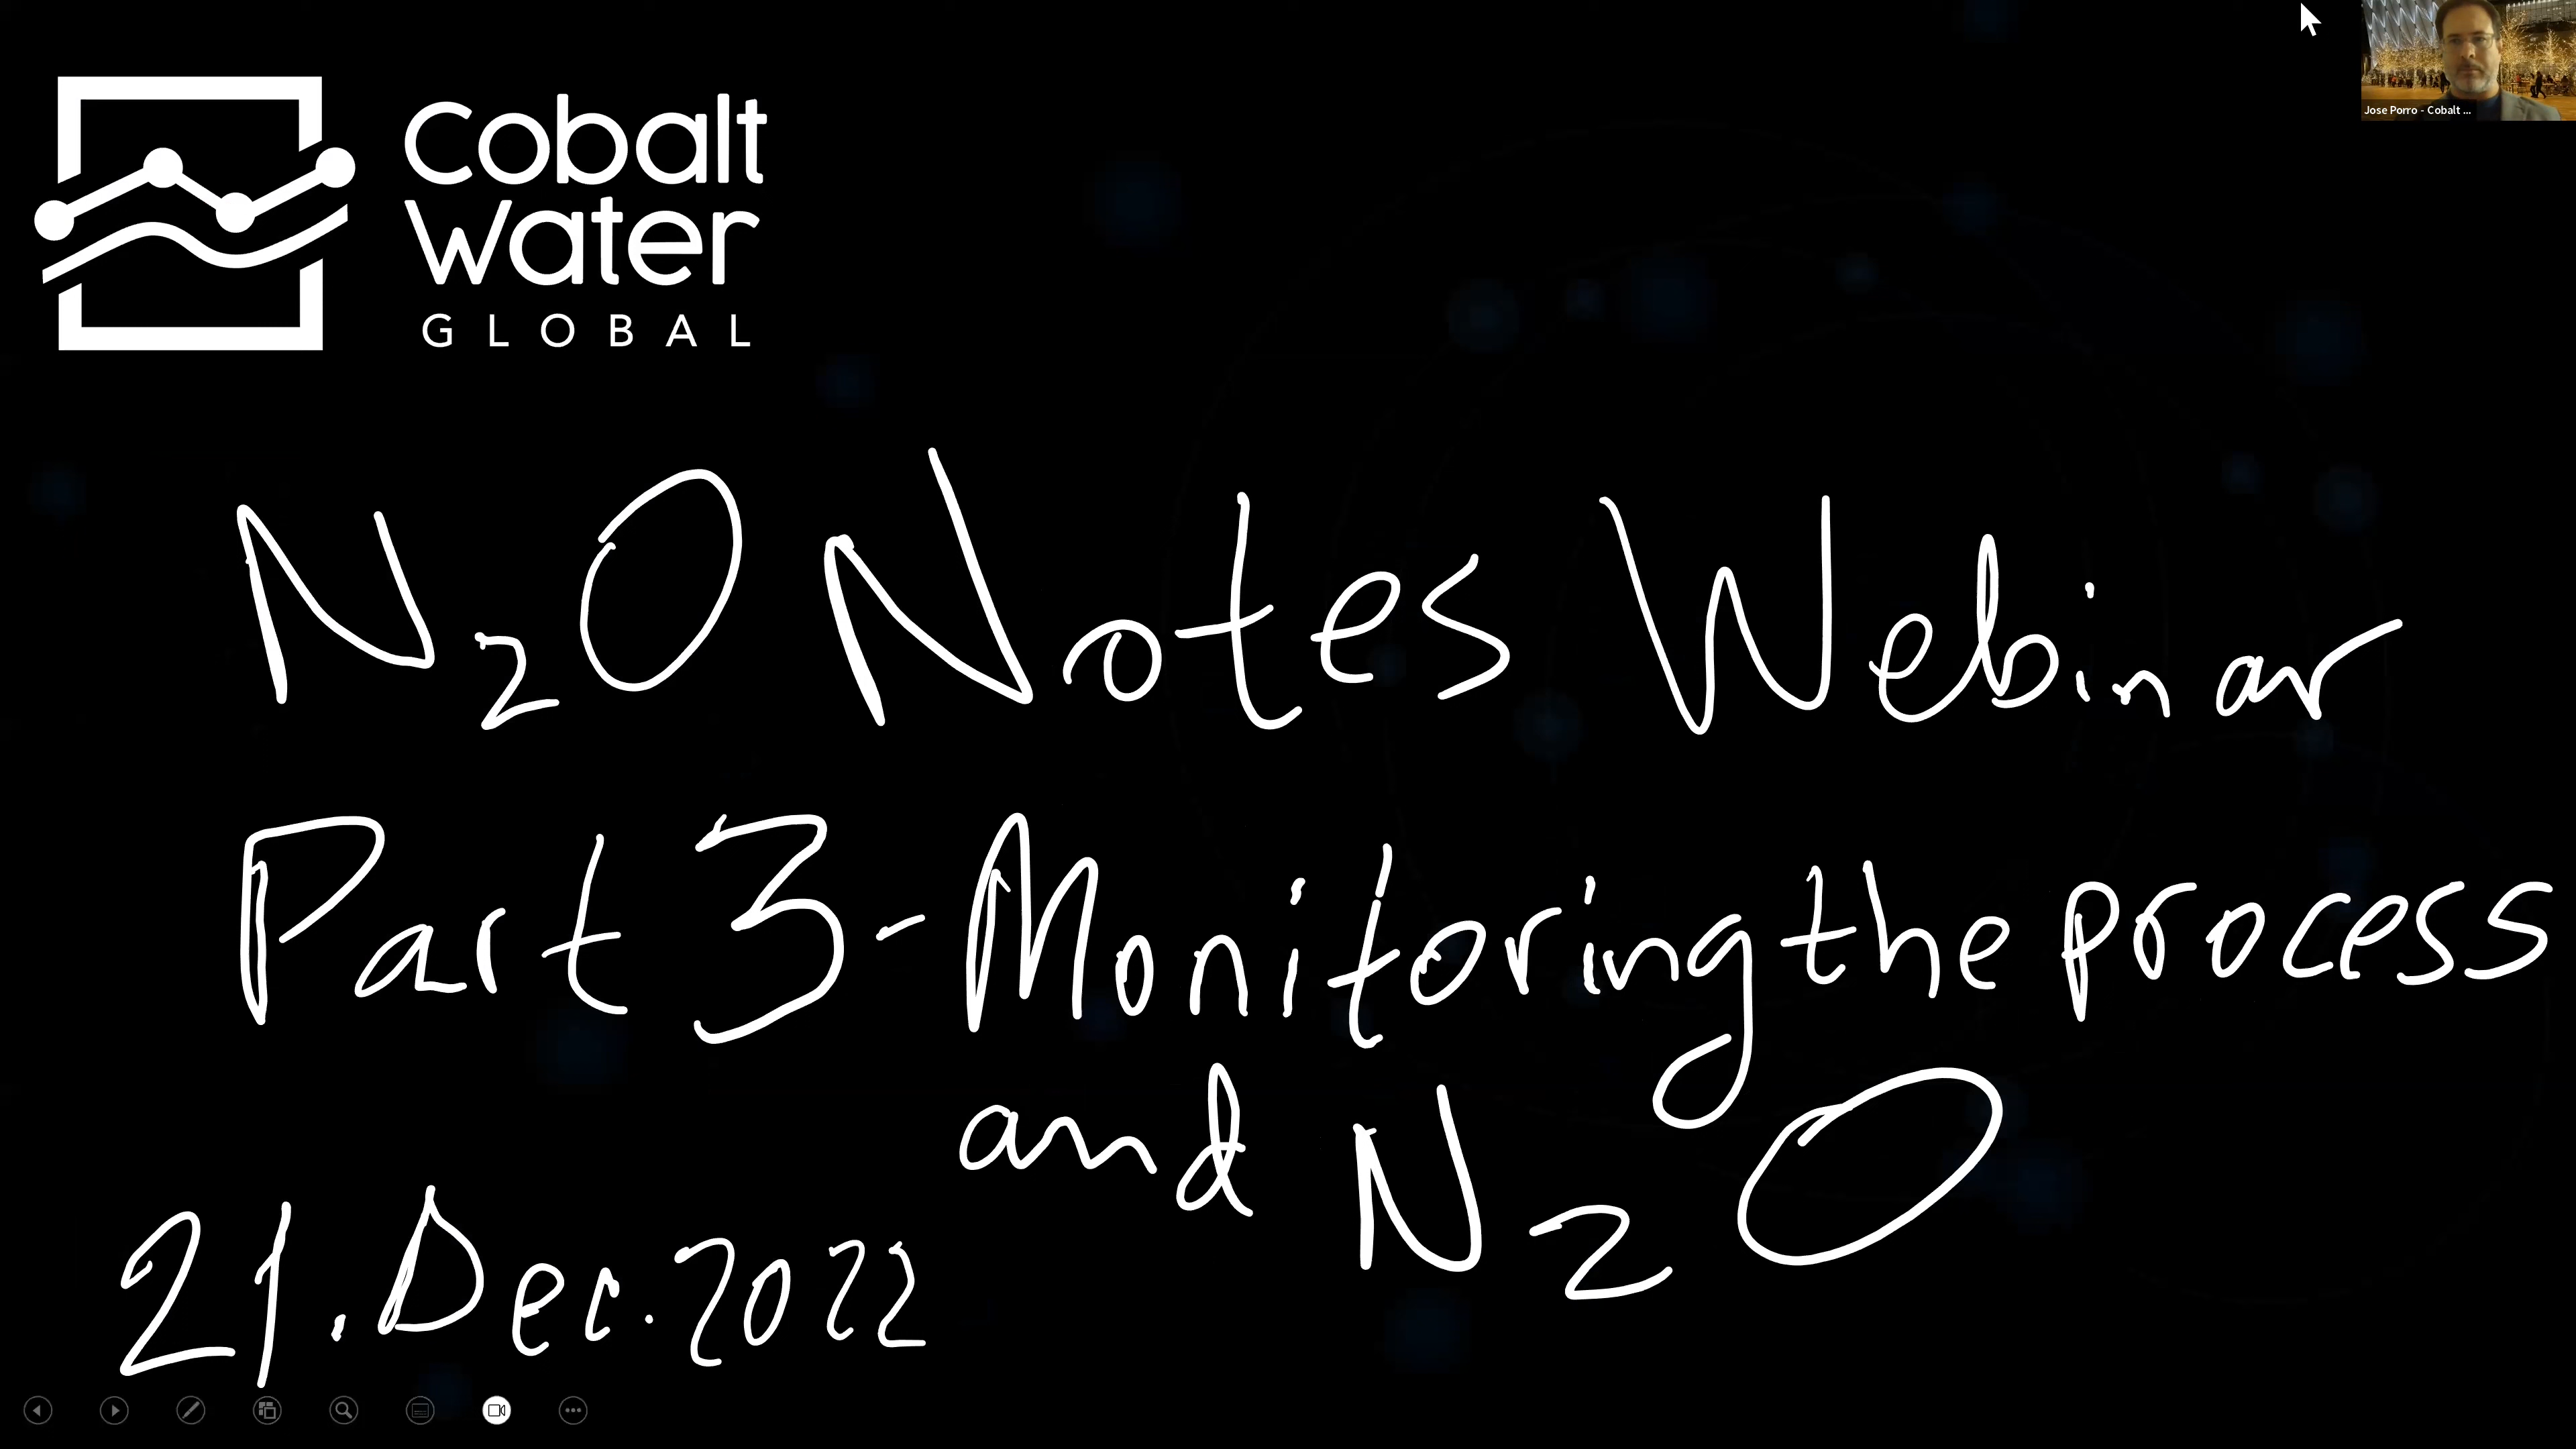 Jose Porro - Cobalt ...
Cobalt
Water
GLOBAL
N₂O Notes Webinar
Part 3 - Monitoring the process
and N₂O
21. Dec. 2022